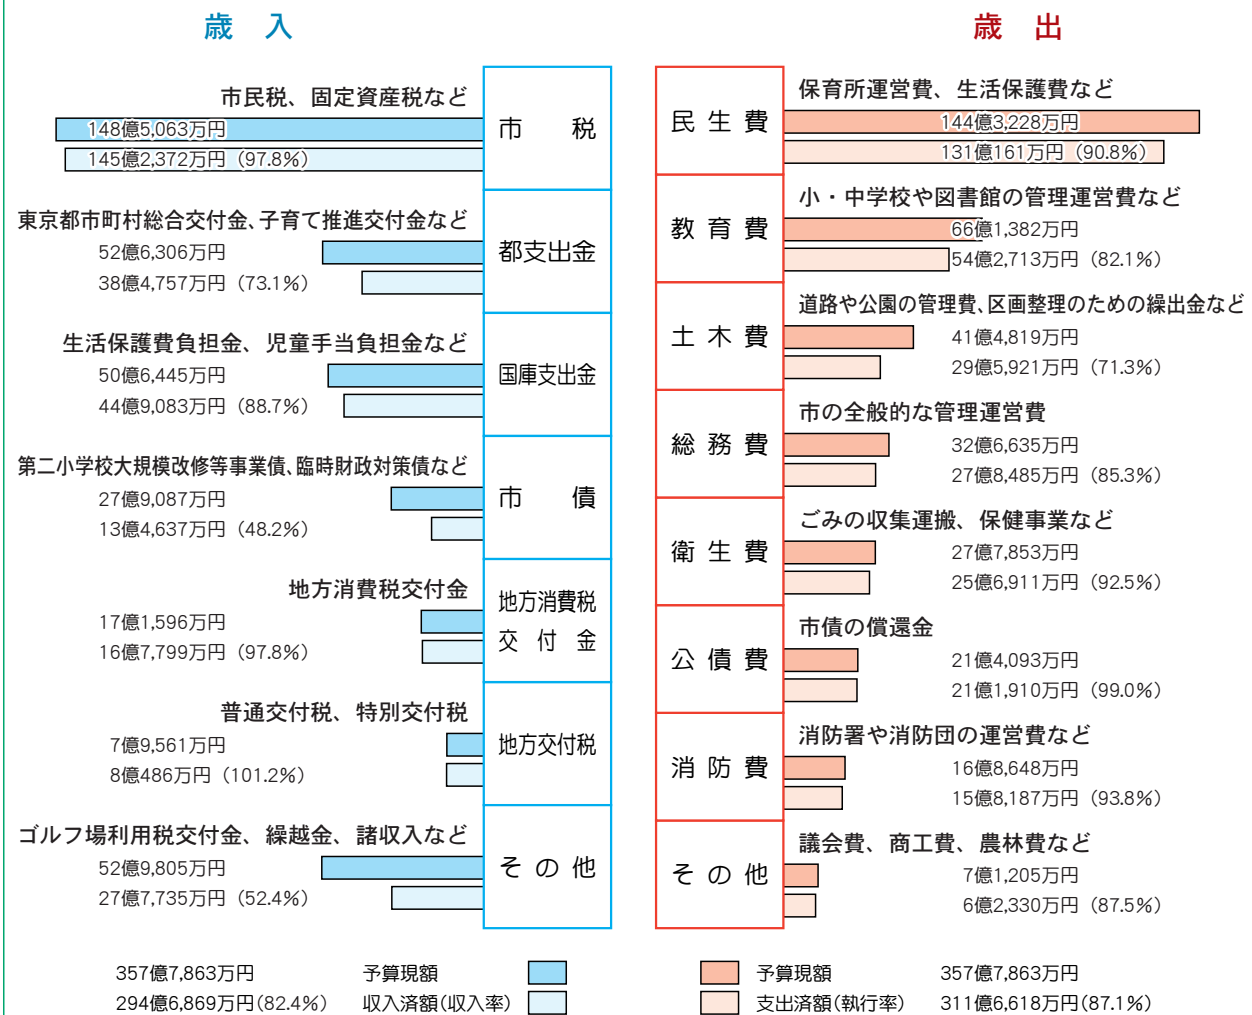 歳 入
市民税、固定資産税など
148億5,063万円
145億2,372万円（97.8％）
市 税
東京都市町村総合交付金、子育て推進交付金など
52億6,306万円
38億4,757万円（73.1％）
都支出金
生活保護費負担金、児童手当負担金など
50億6,445万円
44億9,083万円（88.7％）
国庫支出金
第二小学校大規模改修等事業債、臨時財政対策債など
27億9,087万円
13億4,637万円（48.2％）
市 債
地方消費税交付金
17億1,596万円
16億7,799万円（97.8％）
地方消費税
交 付 金
普通交付税、特別交付税
7億9,561万円
8億486万円（101.2％）
地方交付税
ゴルフ場利用税交付金、繰越金、諸収入など
52億9,805万円
27億7,735万円（52.4％）
その他
357億7,863万円 予算現額
294億6,869万円(82.4％) 収入済額(収入率)
歳 出
民生費
保育所運営費、生活保護費など
144億3,228万円
131億161万円（90.8％）
教育費
小・中学校や図書館の管理運営費など
66億1,382万円
54億2,713万円（82.1％）
土木費
道路や公園の管理費、区画整理のための繰出金など
41億4,819万円
29億5,921万円（71.3％）
総務費
市の全般的な管理運営費
32億6,635万円
27億8,485万円（85.3％）
衛生費
ごみの収集運搬、保健事業など
27億7,853万円
25億6,911万円（92.5％）
公債費
市債の償還金
21億4,093万円
21億1,910万円（99.0％）
消防費
消防署や消防団の運営費など
16億8,648万円
15億8,187万円（93.8％）
その他
議会費、商工費、農林費など
7億1,205万円
6億2,330万円（87.5％）
予算現額 357億7,863万円
支出済額(執行率) 311億6,618万円(87.1％)